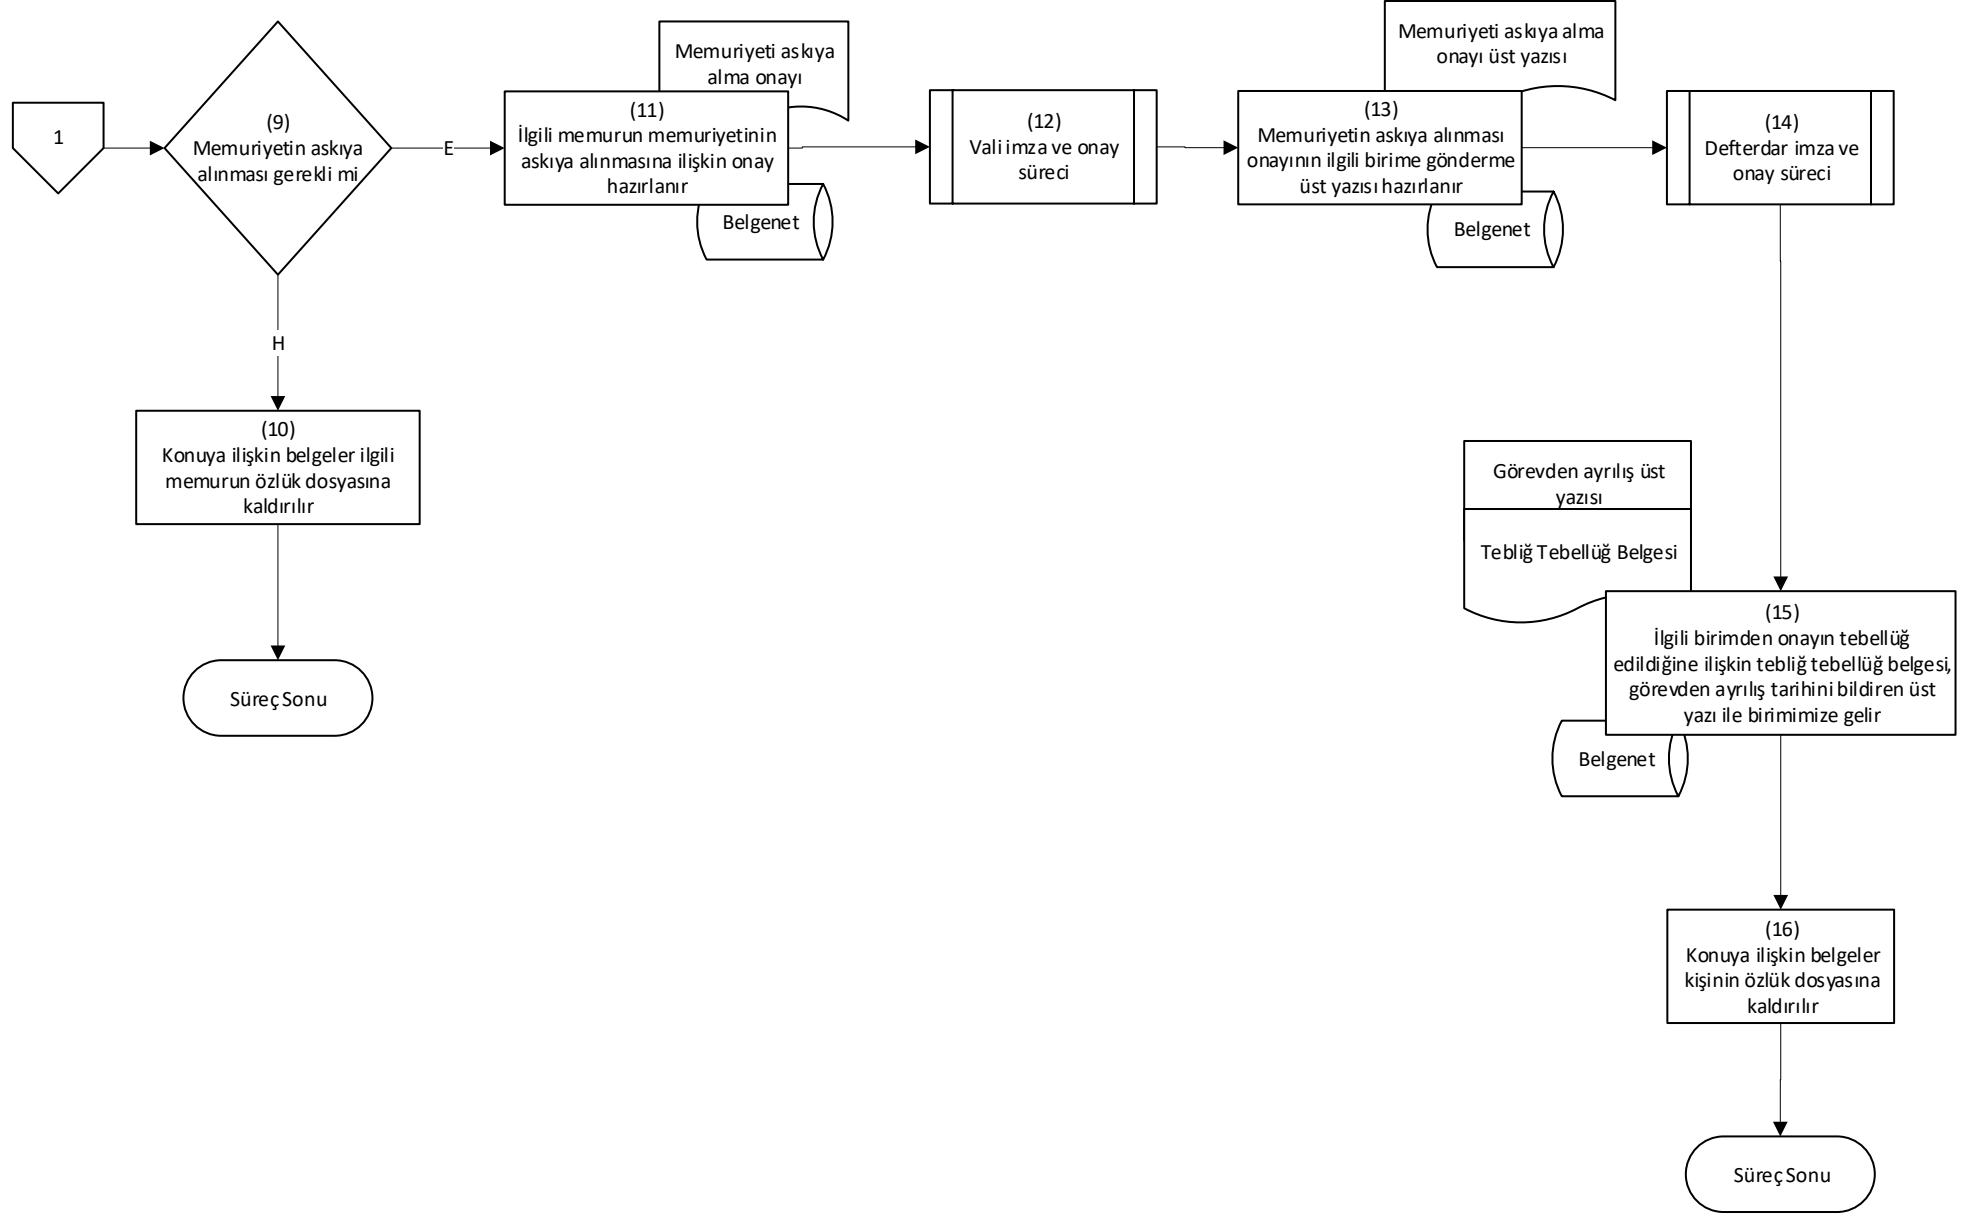 1
(9)
Memuriyetin askıya
alınması gerekli mi
E
H
(10)
Konuya ilişkin belgeler ilgili
memurun özlük dosyasına
kaldırılır
Süreç Sonu
Memuriyeti askıya
alma onayı
(11)
İlgili memurun memuriyetinin
askıya alınmasına ilişkin onay
hazırlanır
Belgenet
(12)
Vali imza ve onay
süreci
Memuriyeti askıya alma
onayı üst yazısı
(13)
Memuriyetin askıya alınması
onayının ilgili birime gönderme
üst yazısı hazırlanır
Belgenet
(14)
Defterdar imza ve
onay süreci
Görevden ayrılış üst
yazısı
Tebliğ Tebellüğ Belgesi
(15)
İlgili birimden onayın tebellüğ
edildiğine ilişkin tebliğ tebellüğ belgesi,
görevden ayrılış tarihini bildiren üst
yazı ile birimimize gelir
Belgenet
(16)
Konuya ilişkin belgeler
kişinin özlük dosyasına
kaldırılır
Süreç Sonu